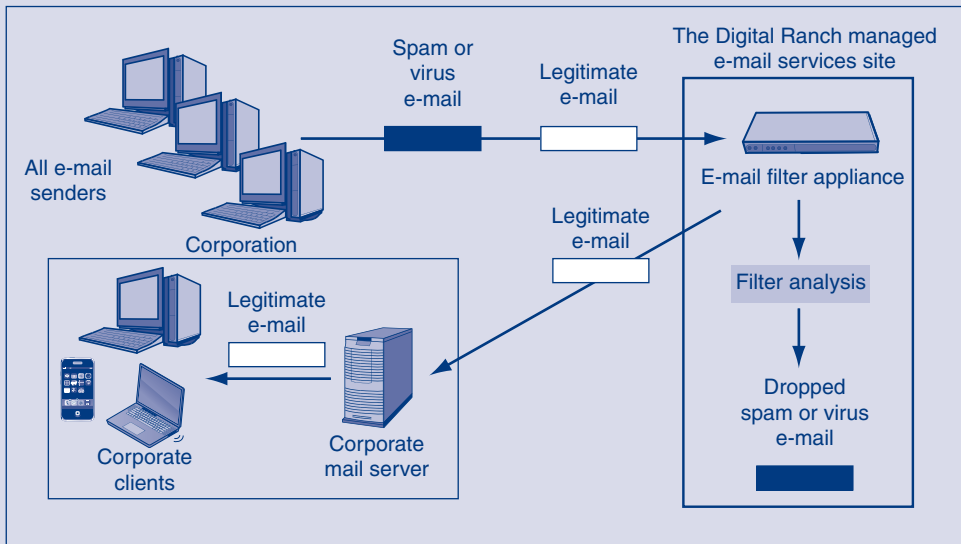 The Digital Ranch managed
e-mail services site
Spam or
virus
e-mail
Legitimate
e-mail
All e-mail
senders
E-mail filter appliance
Legitimate
e-mail
Corporation
Filter analysis
Legitimate
e-mail
Dropped
spam or virus
e-mail
Corporate
mail server
Corporate
clients